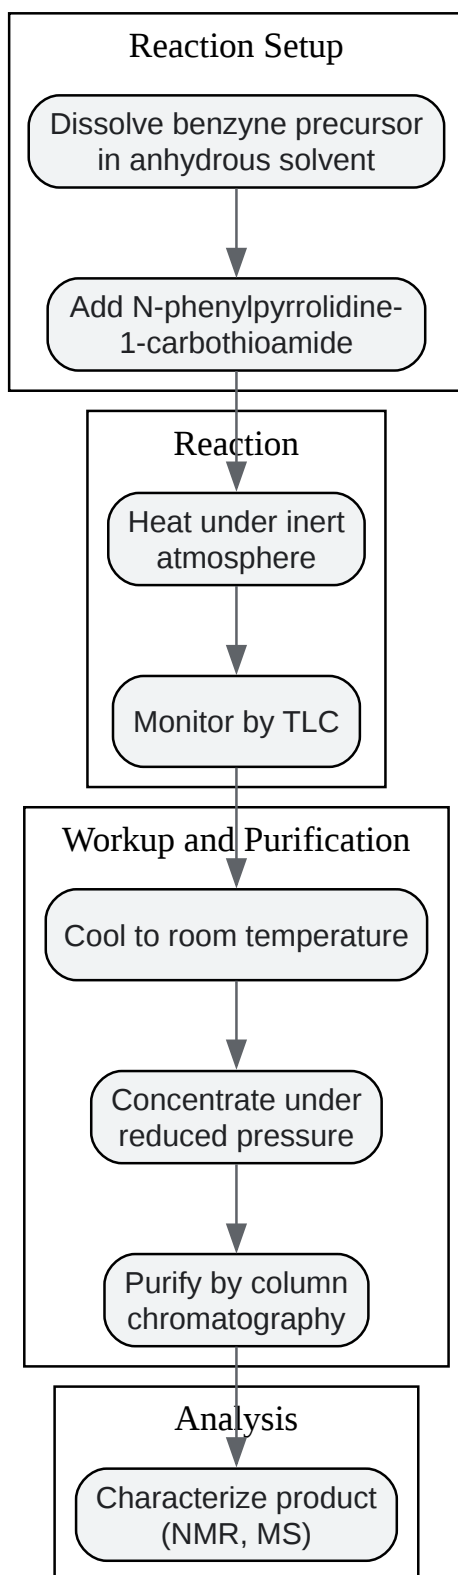 Reaction Setup
Dissolve benzyne precursor
in anhydrous solvent
Add N-phenylpyrrolidine-
1-carbothioamide
Reaction
Heat under inert
atmosphere
Monitor by TLC
Workup and Purification
Cool to room temperature
Concentrate under
reduced pressure
Purify by column
chromatography
Analysis
Characterize product
(NMR, MS)